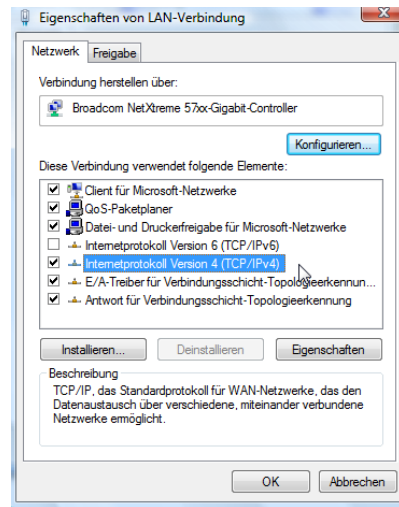 Eigenschaften von LAN-Verbindung
Netzwerk Freigabe
Verbindung herstellen über:
Broadcom NetXtreme 57xx-Gigabit-Controller
Konfigurieren...
Diese Verbindung verwendet folgende Elemente:
Client für Microsoft-Netzwerke
QoS-Paketplaner
Datei- und Druckerfreigabe für Microsoft-Netzwerke
Internetprotokoll Version 6 (TCP/IPv6)
Internetprotokoll Version 4 (TCP/IPv4)
E/A-Treiber für Verbindungsschicht-Topologieerkennun...
Antwort für Verbindungsschicht-Topologieerkennung
Installieren... Deinstallieren Eigenschaften
Beschreibung
TCP/IP, das Standardprotokoll für WAN-Netzwerke, das den
Datenaustausch über verschiedene, miteinander verbundene
Netzwerke ermöglicht.
OK Abbrechen